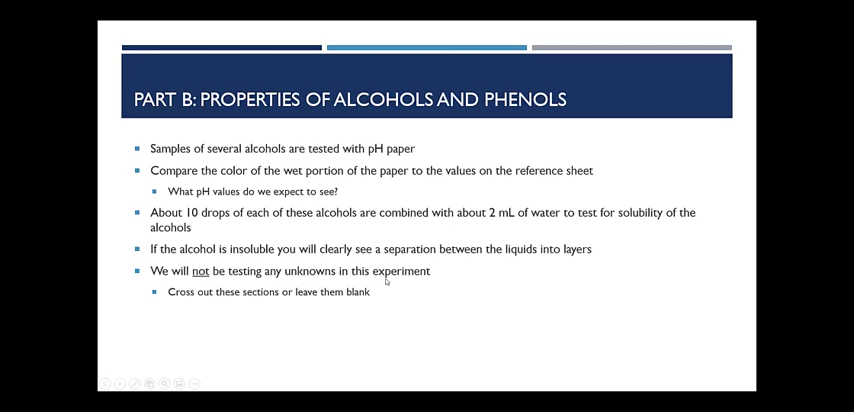 PART B: PROPERTIES OF ALCOHOLS AND PHENOLS
Samples of several alcohols are tested with pH paper
Compare the color of the wet portion of the paper to the values on the reference sheet
What pH values do we expect to see?
About 10 drops of each of these alcohols are combined with about 2 mL of water to test for solubility of the
alcohols
If the alcohol is insoluble you will clearly see a separation between the liquids into layers
We will not be testing any unknowns in this experiment
Cross out these sections or leave them blank